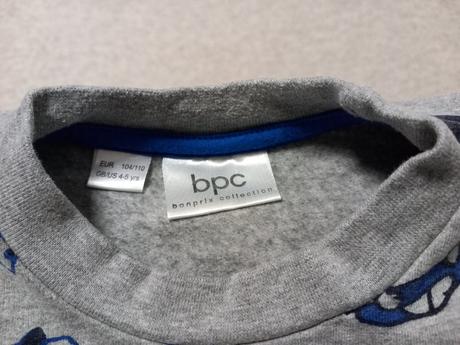 EUR 104/110
GB/US 4-5 yrs
bpc
bonprix collection